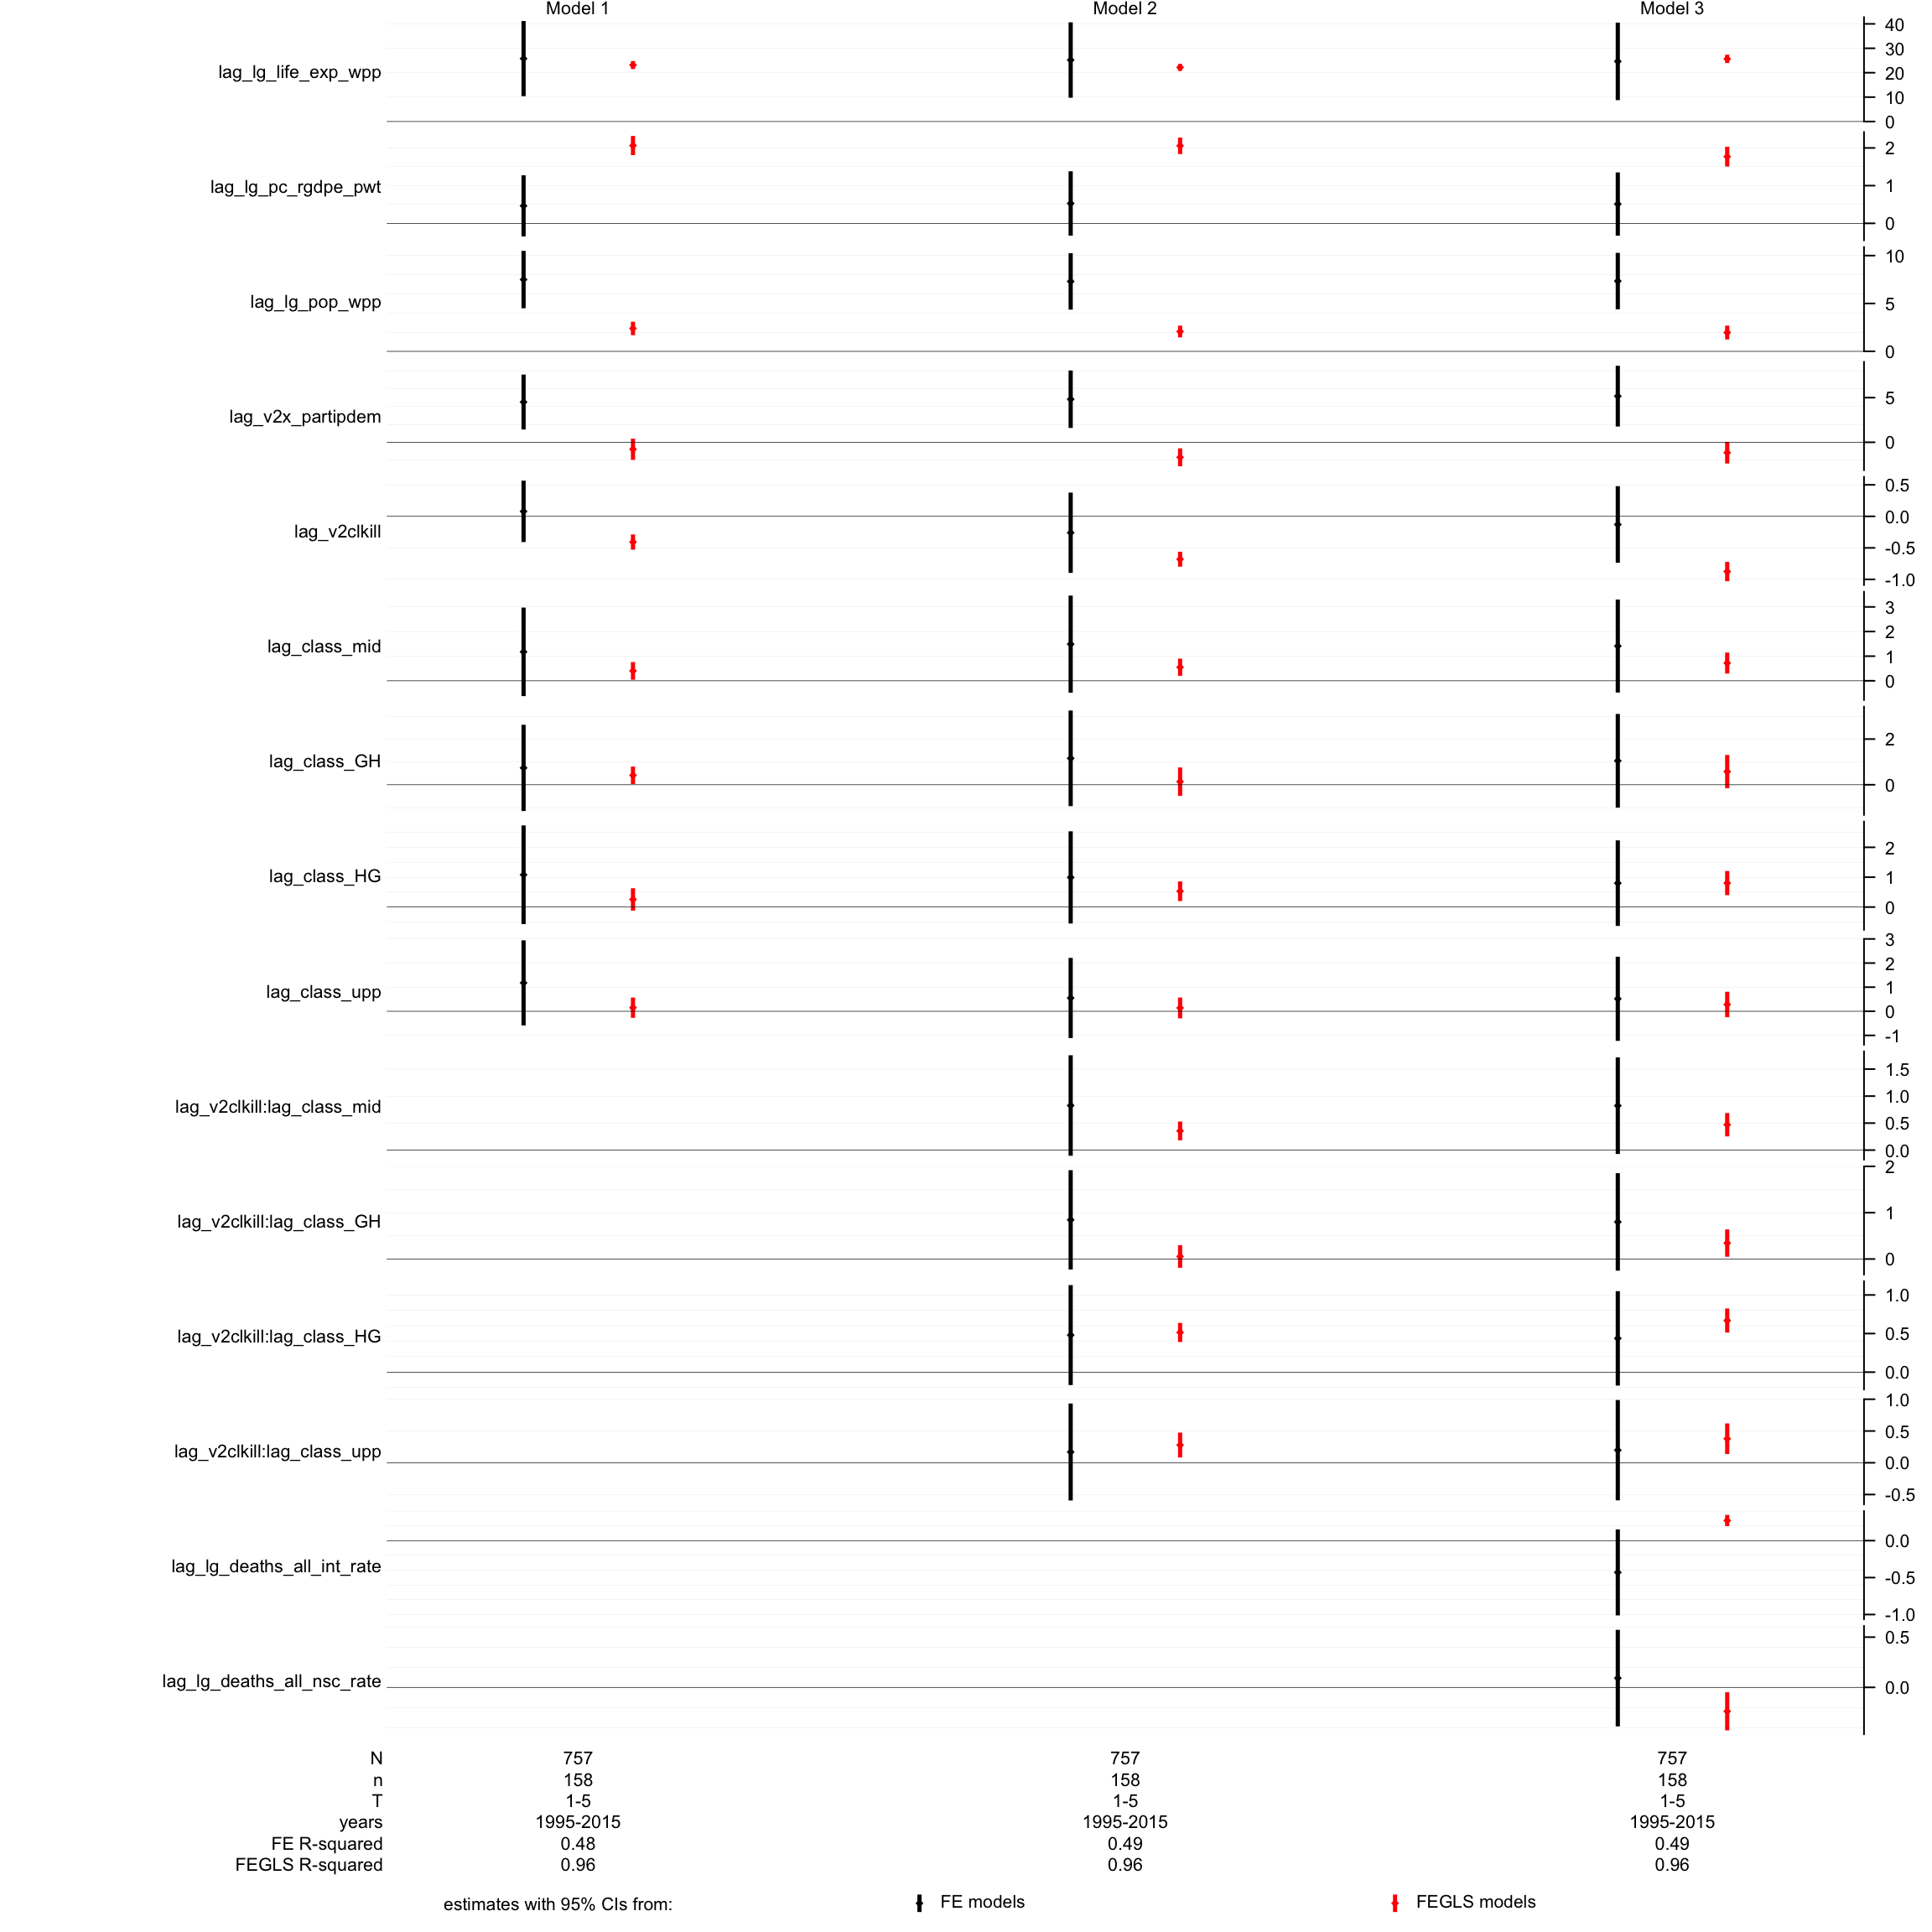 Model 1 Model 2 Model 3
lag_lg_life_exp_wpp
40
30
20
10
0
lag_lg_pc_rgdpe_pwt
2
1
0
lag_lg_pop_wpp
10
5
0
lag_v2x_partipdem
5
0
lag_v2clkill
0.5
0.0
-0.5
-1.0
lag_class_mid
3
2
1
0
lag_class_GH
2
0
lag_class_HG
2
1
0
lag_class_upp
3
2
1
0
-1
lag_v2clkill:lag_class_mid
1.5
1.0
0.5
0.0
lag_v2clkill:lag_class_GH
2
1
0
lag_v2clkill:lag_class_HG
1.0
0.5
0.0
lag_v2clkill:lag_class_upp
1.0
0.5
0.0
-0.5
lag_lg_deaths_all_int_rate
0.0
-0.5
-1.0
lag_lg_deaths_all_nsc_rate
0.5
0.0
N 757 757 757
n 158 158 158
T 1-5 1-5 1-5
years 1995-2015 1995-2015 1995-2015
FE R-squared 0.48 0.49 0.49
FEGLS R-squared 0.96 0.96 0.96
estimates with 95% CIs from: FE models FEGLS models